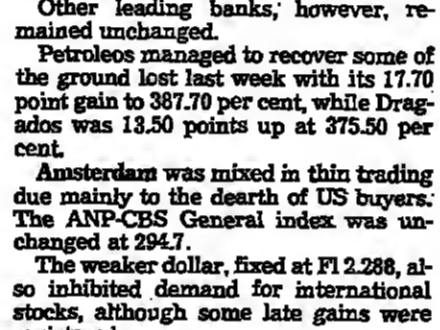 Other leading banks, however, re-
mained unchanged.
Petroleos managed to recover some of
the ground lost last week with its 17.70
point gain to 387.70 per cent, while Drag-
ados was 13.50 points up at 375.50 per
cent.
Amsterdam was mixed in thin trading
due mainly to the dearth of US buyers.
The ANP-CBS General index was un-
changed at 294.7.
The weaker dollar, fixed at Fl 2.288, al-
so inhibited demand for international
stocks, although some late gains were